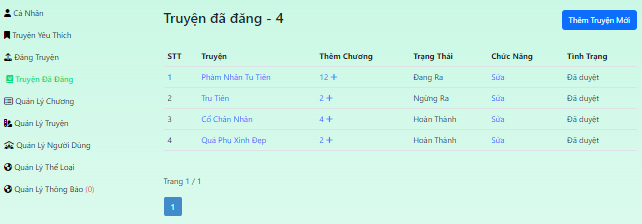 Cá Nhân
Truyện Yêu Thích
Đăng Truyện
Truyện Đã Đăng
Quản Lý Chương
Quản Lý Truyện
Quản Lý Người Dùng
Quản Lý Thể Loại
Quản Lý Thông Báo (0)
Truyện đã đăng - 4
Thêm Truyện Mới
STT Truyện Thêm Chương Trạng Thái Chức Năng Tình Trạng
1 Phàm Nhân Tu Tiên 12 + Đang Ra Sửa Đã duyệt
2 Tru Tiên 2 + Ngừng Ra Sửa Đã duyệt
3 Cổ Chân Nhân 4 + Hoàn Thành Sửa Đã duyệt
4 Quả Phụ Xinh Đẹp 2 + Hoàn Thành Sửa Đã duyệt
Trang 1 / 1
1